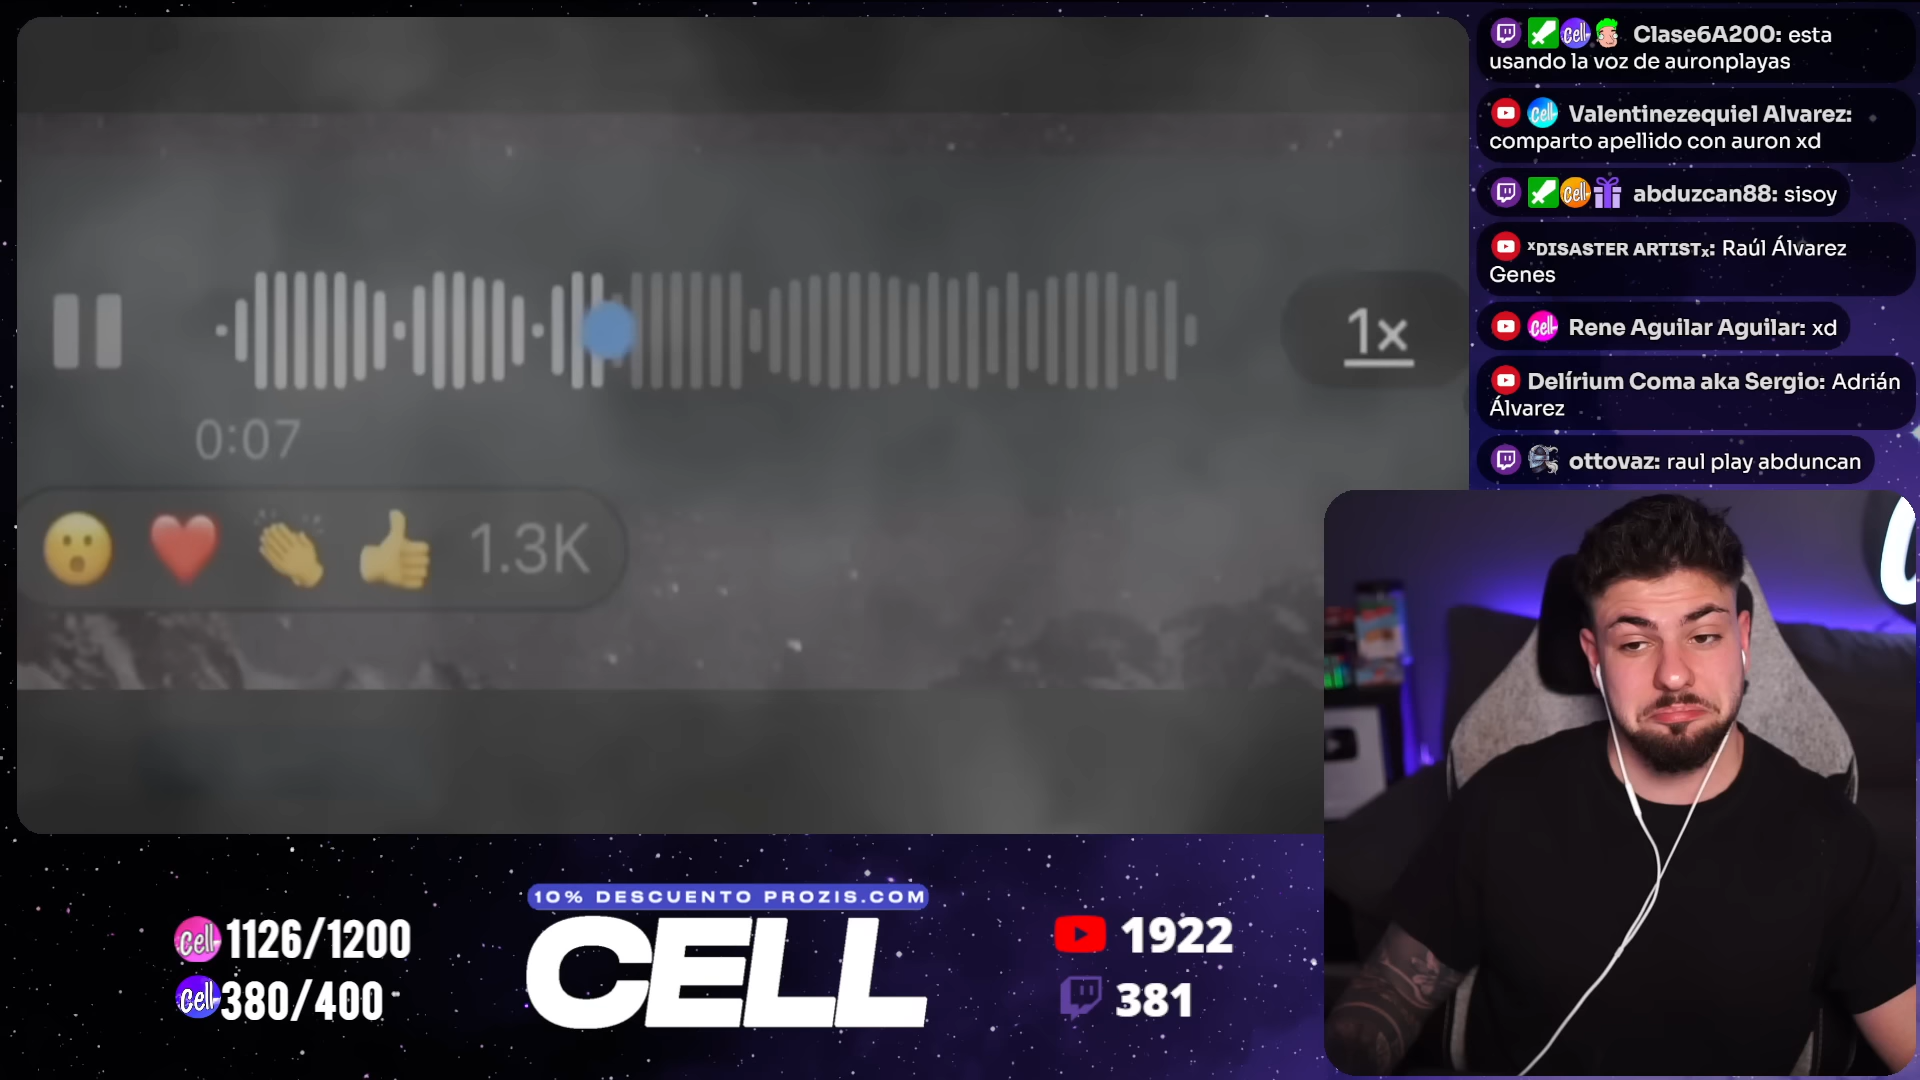 1x
0:07
1.3K
Clase6A200: esta
usando la voz de auronplayas
Valentinezequiel Alvarez:
comparto apellido con auron xd
abduzcan88: sisoy
ˣDISASTER ARTISTₓ: Raúl Álvarez
Genes
Rene Aguilar Aguilar: xd
Delírium Coma aka Sergio: Adrián
Álvarez
ottovaz: raul play abduncan
cell 1126/1200
cell 380/400
10% DESCUENTO PROZIS.COM
CELL
1922
381